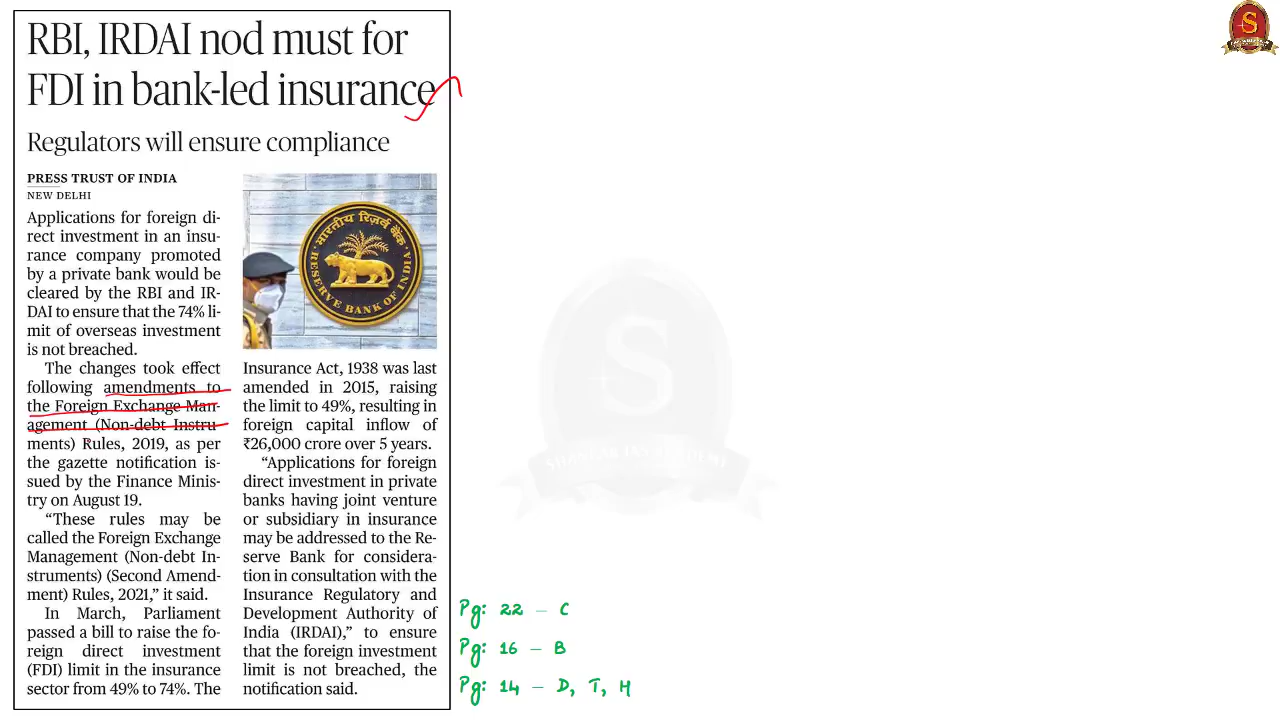 RBI, IRDAI nod must for
FDI in bank-led insurance
Regulators will ensure compliance
PRESS TRUST OF INDIA
NEW DELHI
Applications for foreign di-
rect investment in an insu-
rance company promoted
by a private bank would be
cleared by the RBI and IR-
DAI to ensure that the 74% li-
mit of overseas investment
is not breached.
The changes took effect
following amendments to
the Foreign Exchange Man-
agement (Non-debt Instru-
ments) Rules, 2019, as per
the gazette notification is-
sued by the Finance Minis-
try on August 19.
“These rules may be
called the Foreign Exchange
Management (Non-debt In-
struments) (Second Amend-
ment) Rules, 2021,” it said.
In March, Parliament
passed a bill to raise the fo-
reign direct investment
(FDI) limit in the insurance
sector from 49% to 74%. The
भारतीय रिज़र्व बैंक
RESERVE BANK OF INDIA
Insurance Act, 1938 was last
amended in 2015, raising
the limit to 49%, resulting in
foreign capital inflow of
₹26,000 crore over 5 years.
“Applications for foreign
direct investment in private
banks having joint venture
or subsidiary in insurance
may be addressed to the Re-
serve Bank for considera-
tion in consultation with the
Insurance Regulatory and
Development Authority of
India (IRDAI),” to ensure
that the foreign investment
limit is not breached, the
notification said.
Pg: 22 – C
Pg: 16 – B
Pg: 14 – D, T, H
S
S
SHANKAR IAS ACADEMY